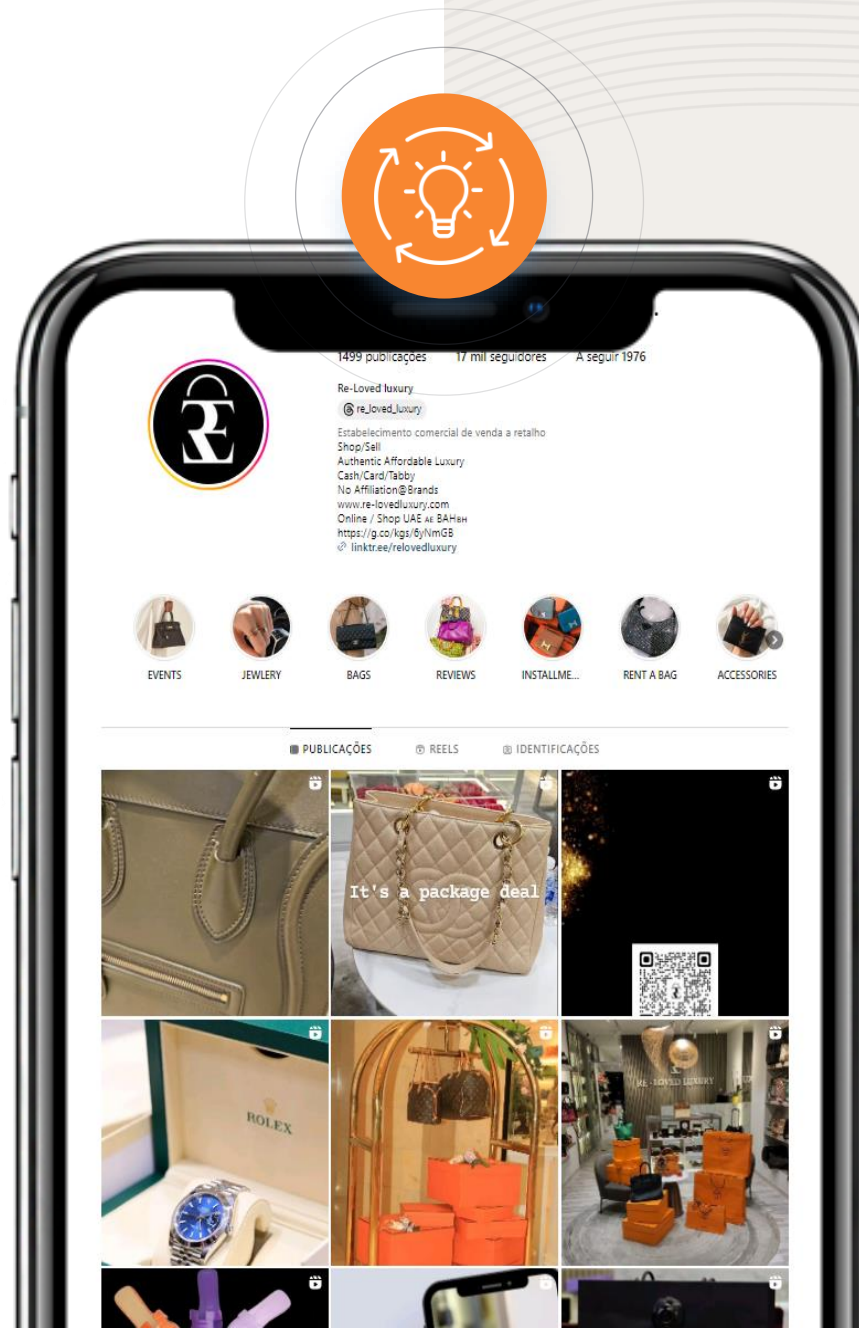 1499 publicações 17 mil seguidores A seguir 1976
Re-Loved luxury
re_loved_luxury
Estabelecimento comercial de venda a retalho
Shop/Sell
Authentic Affordable Luxury
Cash/Card/Tabby
No Affiliation@Brands
www.re-lovedluxury.com
Online / Shop UAE AE BAHBH
https://g.co/kgs/6yNmGB
linktr.ee/relovedluxury
EVENTS JEWLERY BAGS REVIEWS INSTALLME... RENT A BAG ACCESSORIES
PUBLICAÇÕES REELS IDENTIFICAÇÕES
It's a package deal
ROLEX
RE-LOVED LUXURY